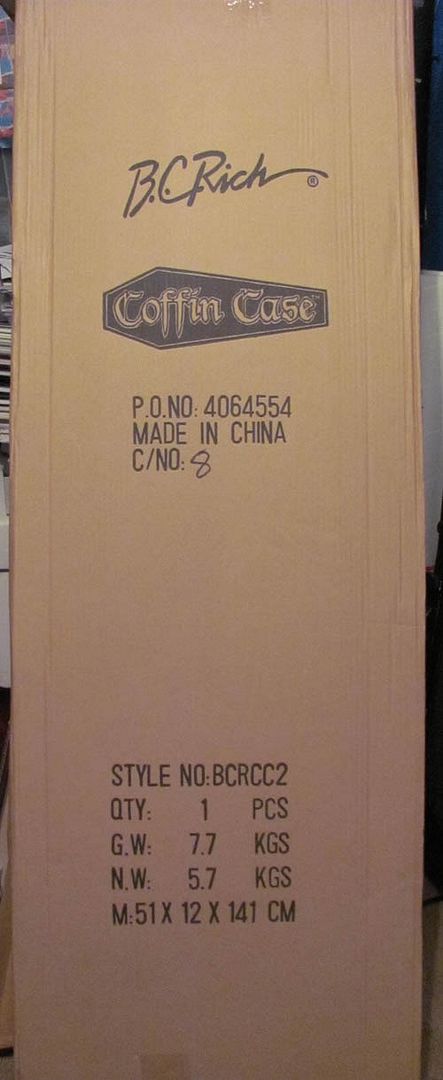 B.C.Rich ®
Coffin Case™
P.O.NO: 4064554
MADE IN CHINA
C/NO: 8
STYLE NO:BCRCC2
QTY: 1 PCS
G.W: 7.7 KGS
N.W: 5.7 KGS
M:51 X 12 X 141 CM